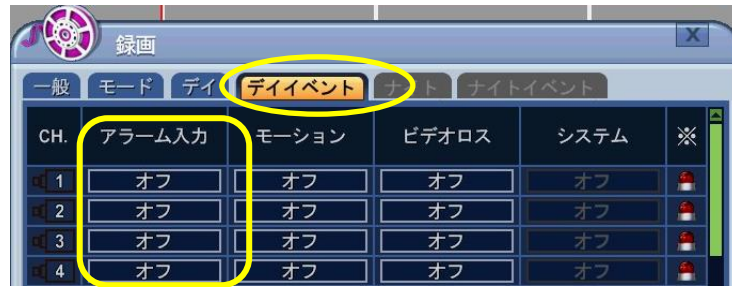 録画 X
一般 モード デイ デイイベント ナイト ナイトイベント
CH. アラーム入力 モーション ビデオロス システム ※
1 オフ オフ オフ オフ
2 オフ オフ オフ オフ
3 オフ オフ オフ オフ
4 オフ オフ オフ オフ